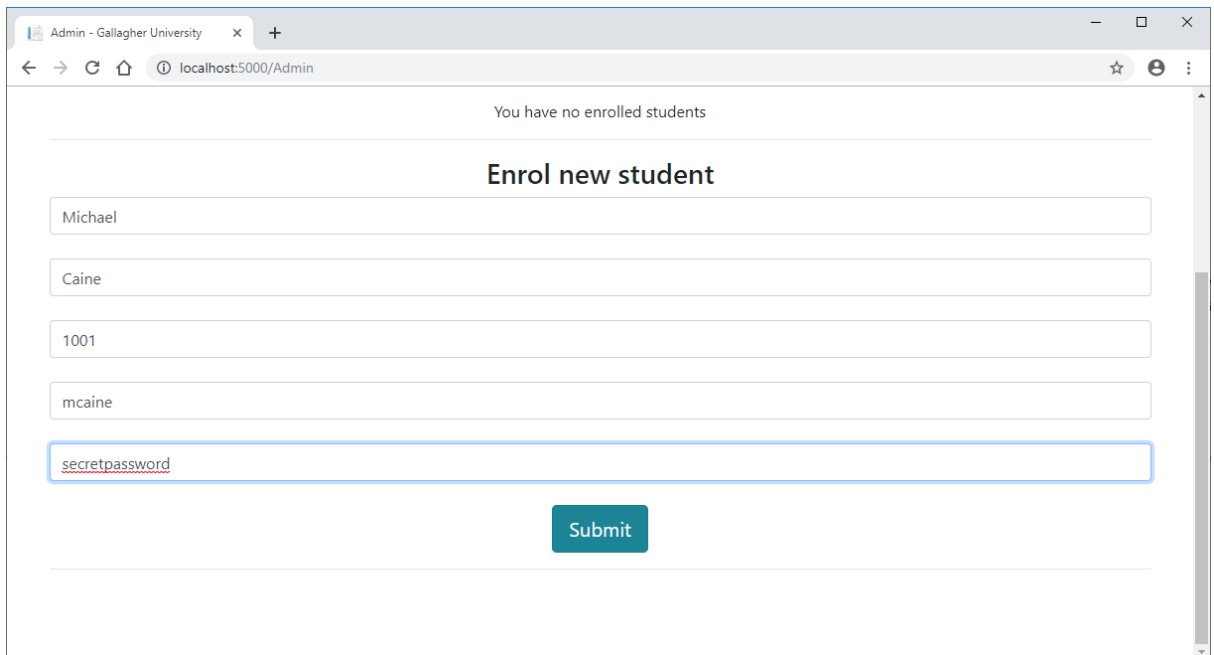 Admin - Gallagher University
localhost:5000/Admin
You have no enrolled students
Enrol new student
Michael
Caine
1001
mcaine
secretpassword
Submit